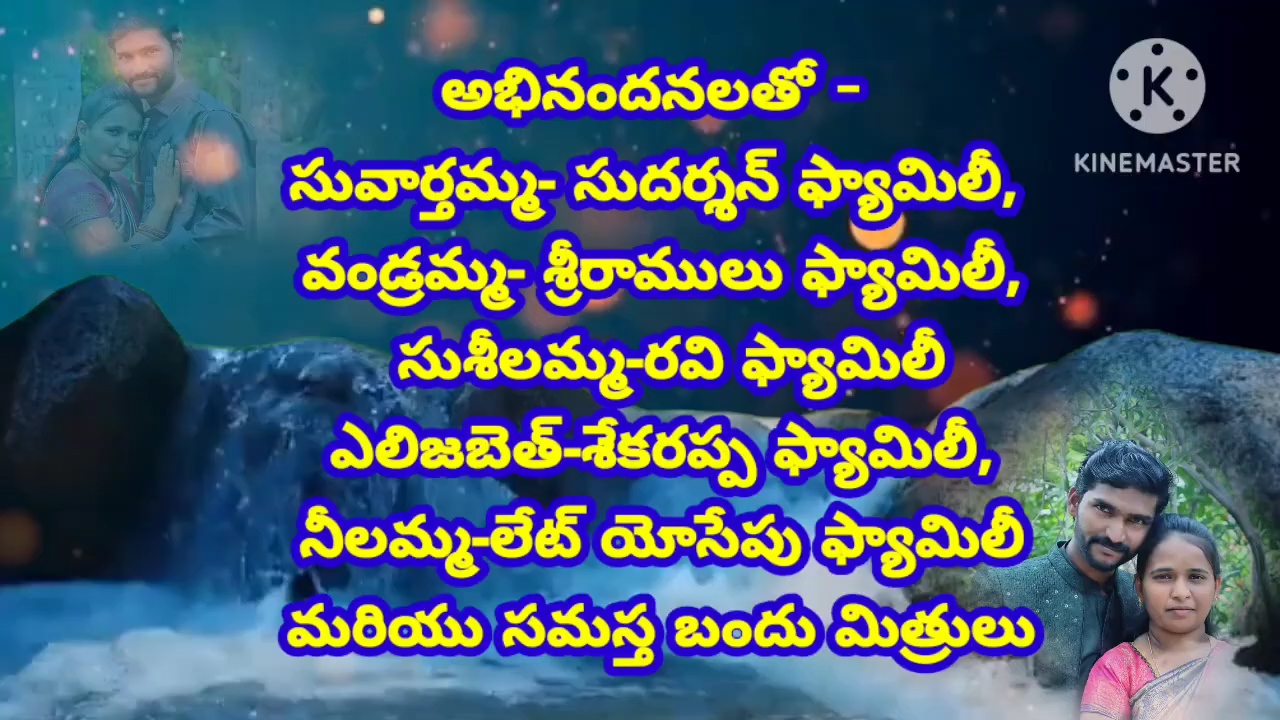 అభినందనలతో -
సువార్తమ్మ- సుదర్శన్ ఫ్యామిలీ,
వండ్రమ్మ- శ్రీరాములు ఫ్యామిలీ,
సుశీలమ్మ-రవి ఫ్యామిలీ
ఎలిజబెత్-శేకరప్ప ఫ్యామిలీ,
నీలమ్మ-లేట్ యోసేపు ఫ్యామిలీ
మరియు సమస్త బందు మిత్రులు
K
KINEMASTER